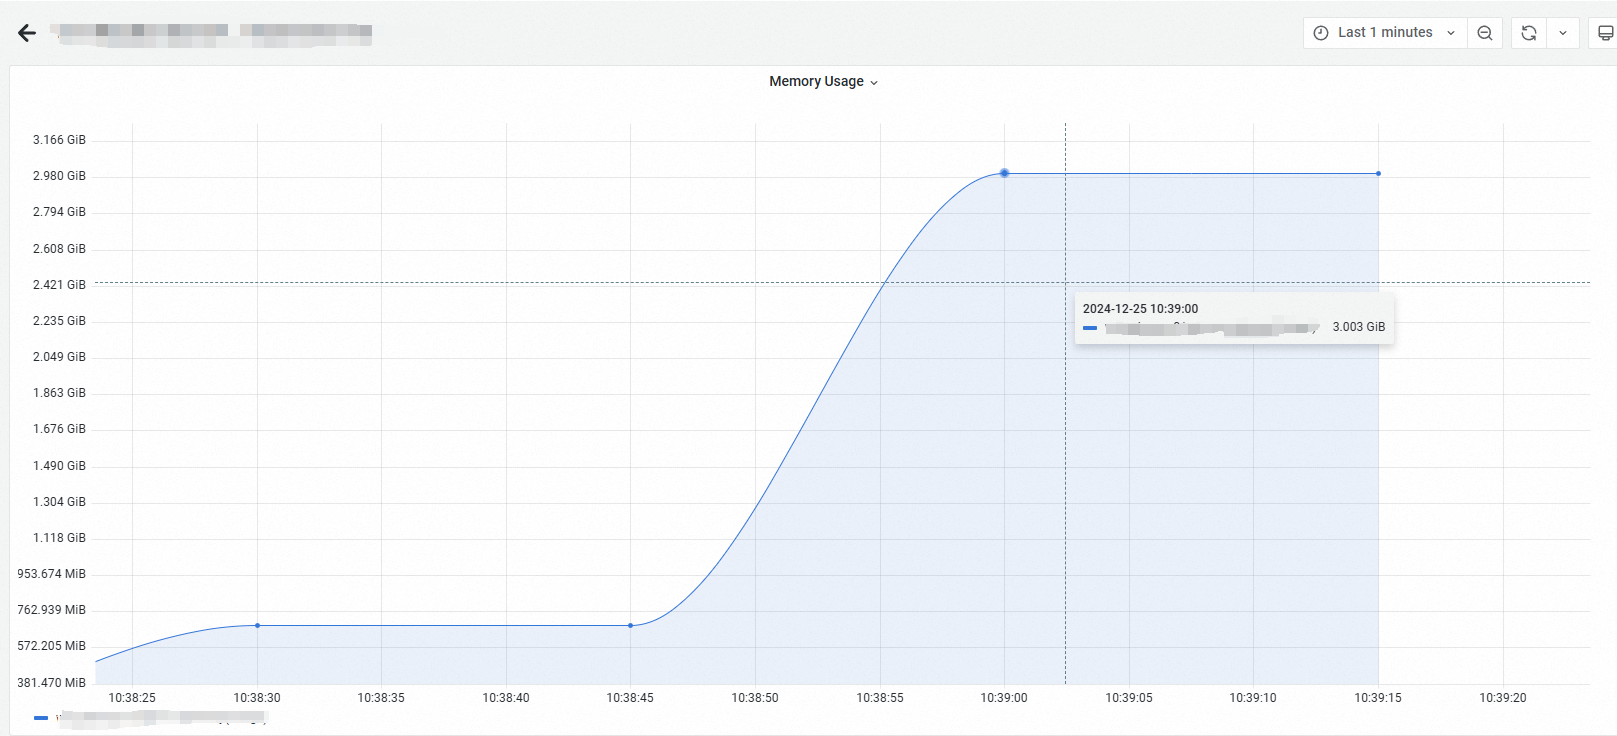 Last 1 minutes
Memory Usage
3.166 GiB
2.980 GiB
2.794 GiB
2.608 GiB
2.421 GiB
2.235 GiB
2.049 GiB
1.863 GiB
1.676 GiB
1.490 GiB
1.304 GiB
1.118 GiB
953.674 MiB
762.939 MiB
572.205 MiB
381.470 MiB
2024-12-25 10:39:00
3.003 GiB
10:38:25 10:38:30 10:38:35 10:38:40 10:38:45 10:38:50 10:38:55 10:39:00 10:39:05 10:39:10 10:39:15 10:39:20